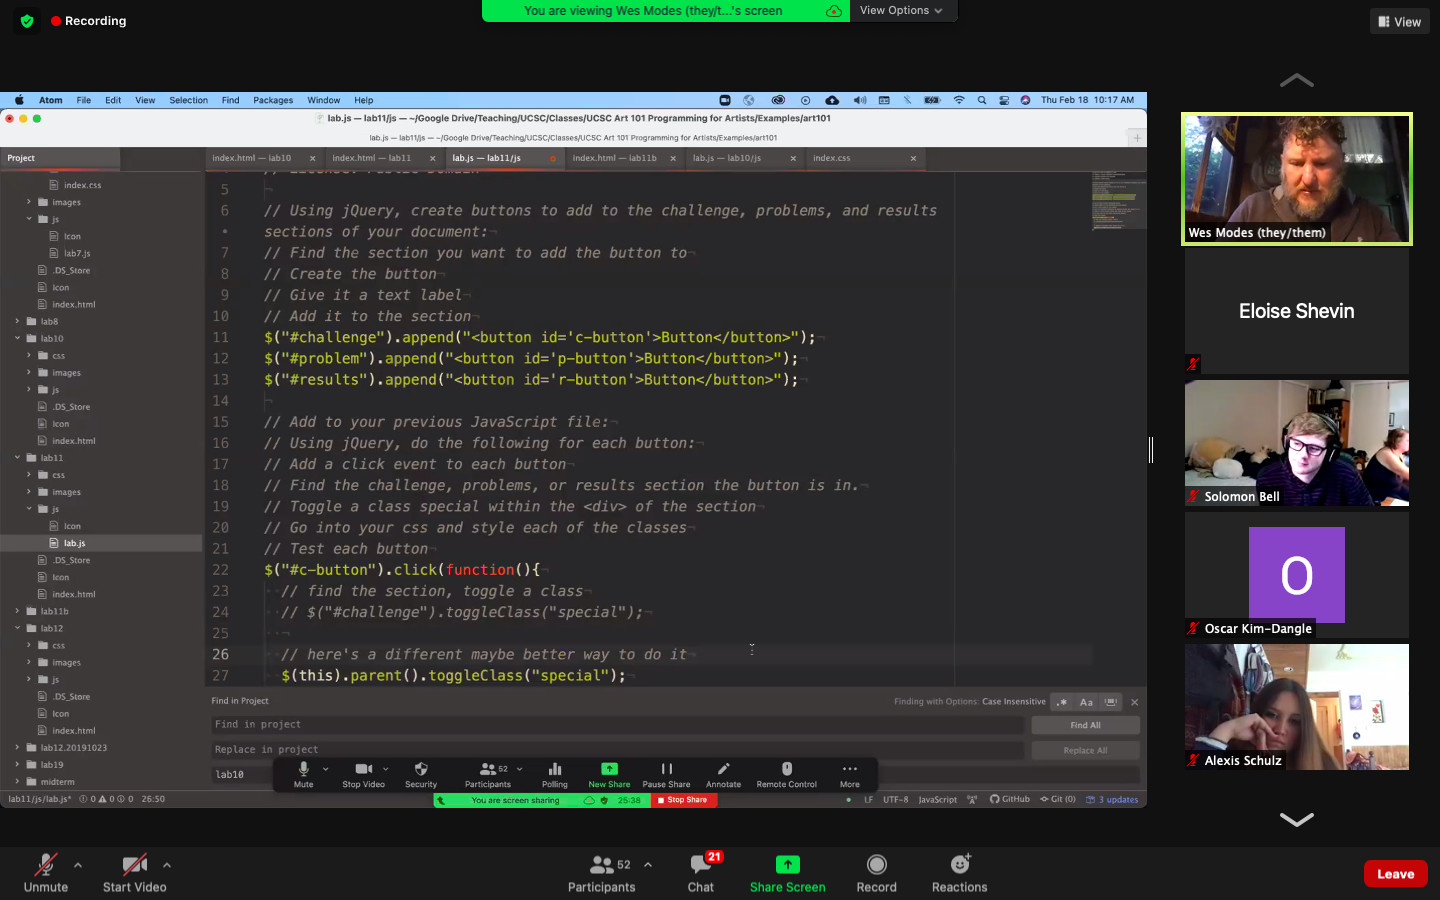 Recording
You are viewing Wes Modes (they/t...'s screen
View Options
View
Atom File Edit View Selection Find Packages Window Help
Thu Feb 18 10:17 AM
lab.js — lab11/js — ~/Google Drive/Teaching/UCSC/Classes/UCSC Art 101 Programming for Artists/Examples/art101
lab.js — lab11/js — ~/Google Drive/Teaching/UCSC/Classes/UCSC Art 101 Programming for Artists/Examples/art101
Project
index.html — lab10
index.html — lab11
lab.js — lab11/js
index.html — lab11b
lab.js — lab10/js
index.css
index.css
images
js
Icon
lab7.js
.DS_Store
Icon
index.html
lab8
lab10
css
images
js
.DS_Store
Icon
index.html
lab11
css
images
js
Icon
lab.js
.DS_Store
Icon
index.html
lab11b
lab12
css
images
js
.DS_Store
Icon
index.html
lab12.20191023
lab19
midterm
5
6 // Using jQuery, create buttons to add to the challenge, problems, and results
sections of your document:
7 // Find the section you want to add the button to
8 // Create the button
9 // Give it a text label
10 // Add it to the section
11 $("#challenge").append("<button id='c-button'>Button</button>");
12 $("#problem").append("<button id='p-button'>Button</button>");
13 $("#results").append("<button id='r-button'>Button</button>");
14
15 // Add to your previous JavaScript file:
16 // Using jQuery, do the following for each button:
17 // Add a click event to each button
18 // Find the challenge, problems, or results section the button is in.
19 // Toggle a class special within the <div> of the section
20 // Go into your css and style each of the classes
21 // Test each button
22 $("#c-button").click(function(){
23 // find the section, toggle a class
24 // $("#challenge").toggleClass("special");
25
26 // here's a different maybe better way to do it
27 $(this).parent().toggleClass("special");
Find in Project
Finding with Options: Case Insensitive
.* Aa
Find in project
Find All
Replace in project
Replace All
lab10
Mute
Stop Video
Security
52
Participants
Polling
New Share
Pause Share
Annotate
Remote Control
More
lab11/js/lab.js* 0 0 0 26:50
You are screen sharing
25:38
Stop Share
LF UTF-8 JavaScript GitHub Git (0) 3 updates
Wes Modes (they/them)
Eloise Shevin
Solomon Bell
O
Oscar Kim-Dangle
Alexis Schulz
Unmute
Start Video
52
Participants
21
Chat
Share Screen
Record
Reactions
Leave